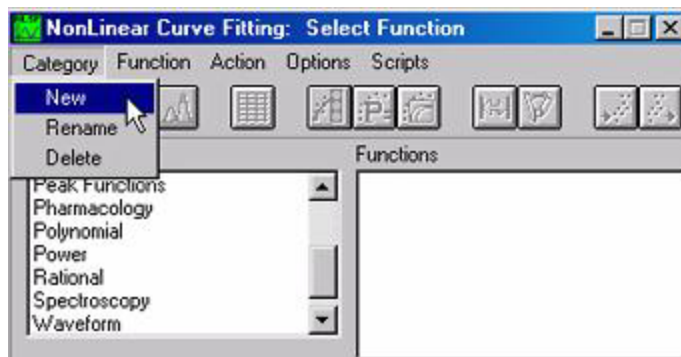 NonLinear Curve Fitting: Select Function
Category Function Action Options Scripts
New
Rename
Delete
Functions
Peak Functions
Pharmacology
Polynomial
Power
Rational
Spectroscopy
Waveform